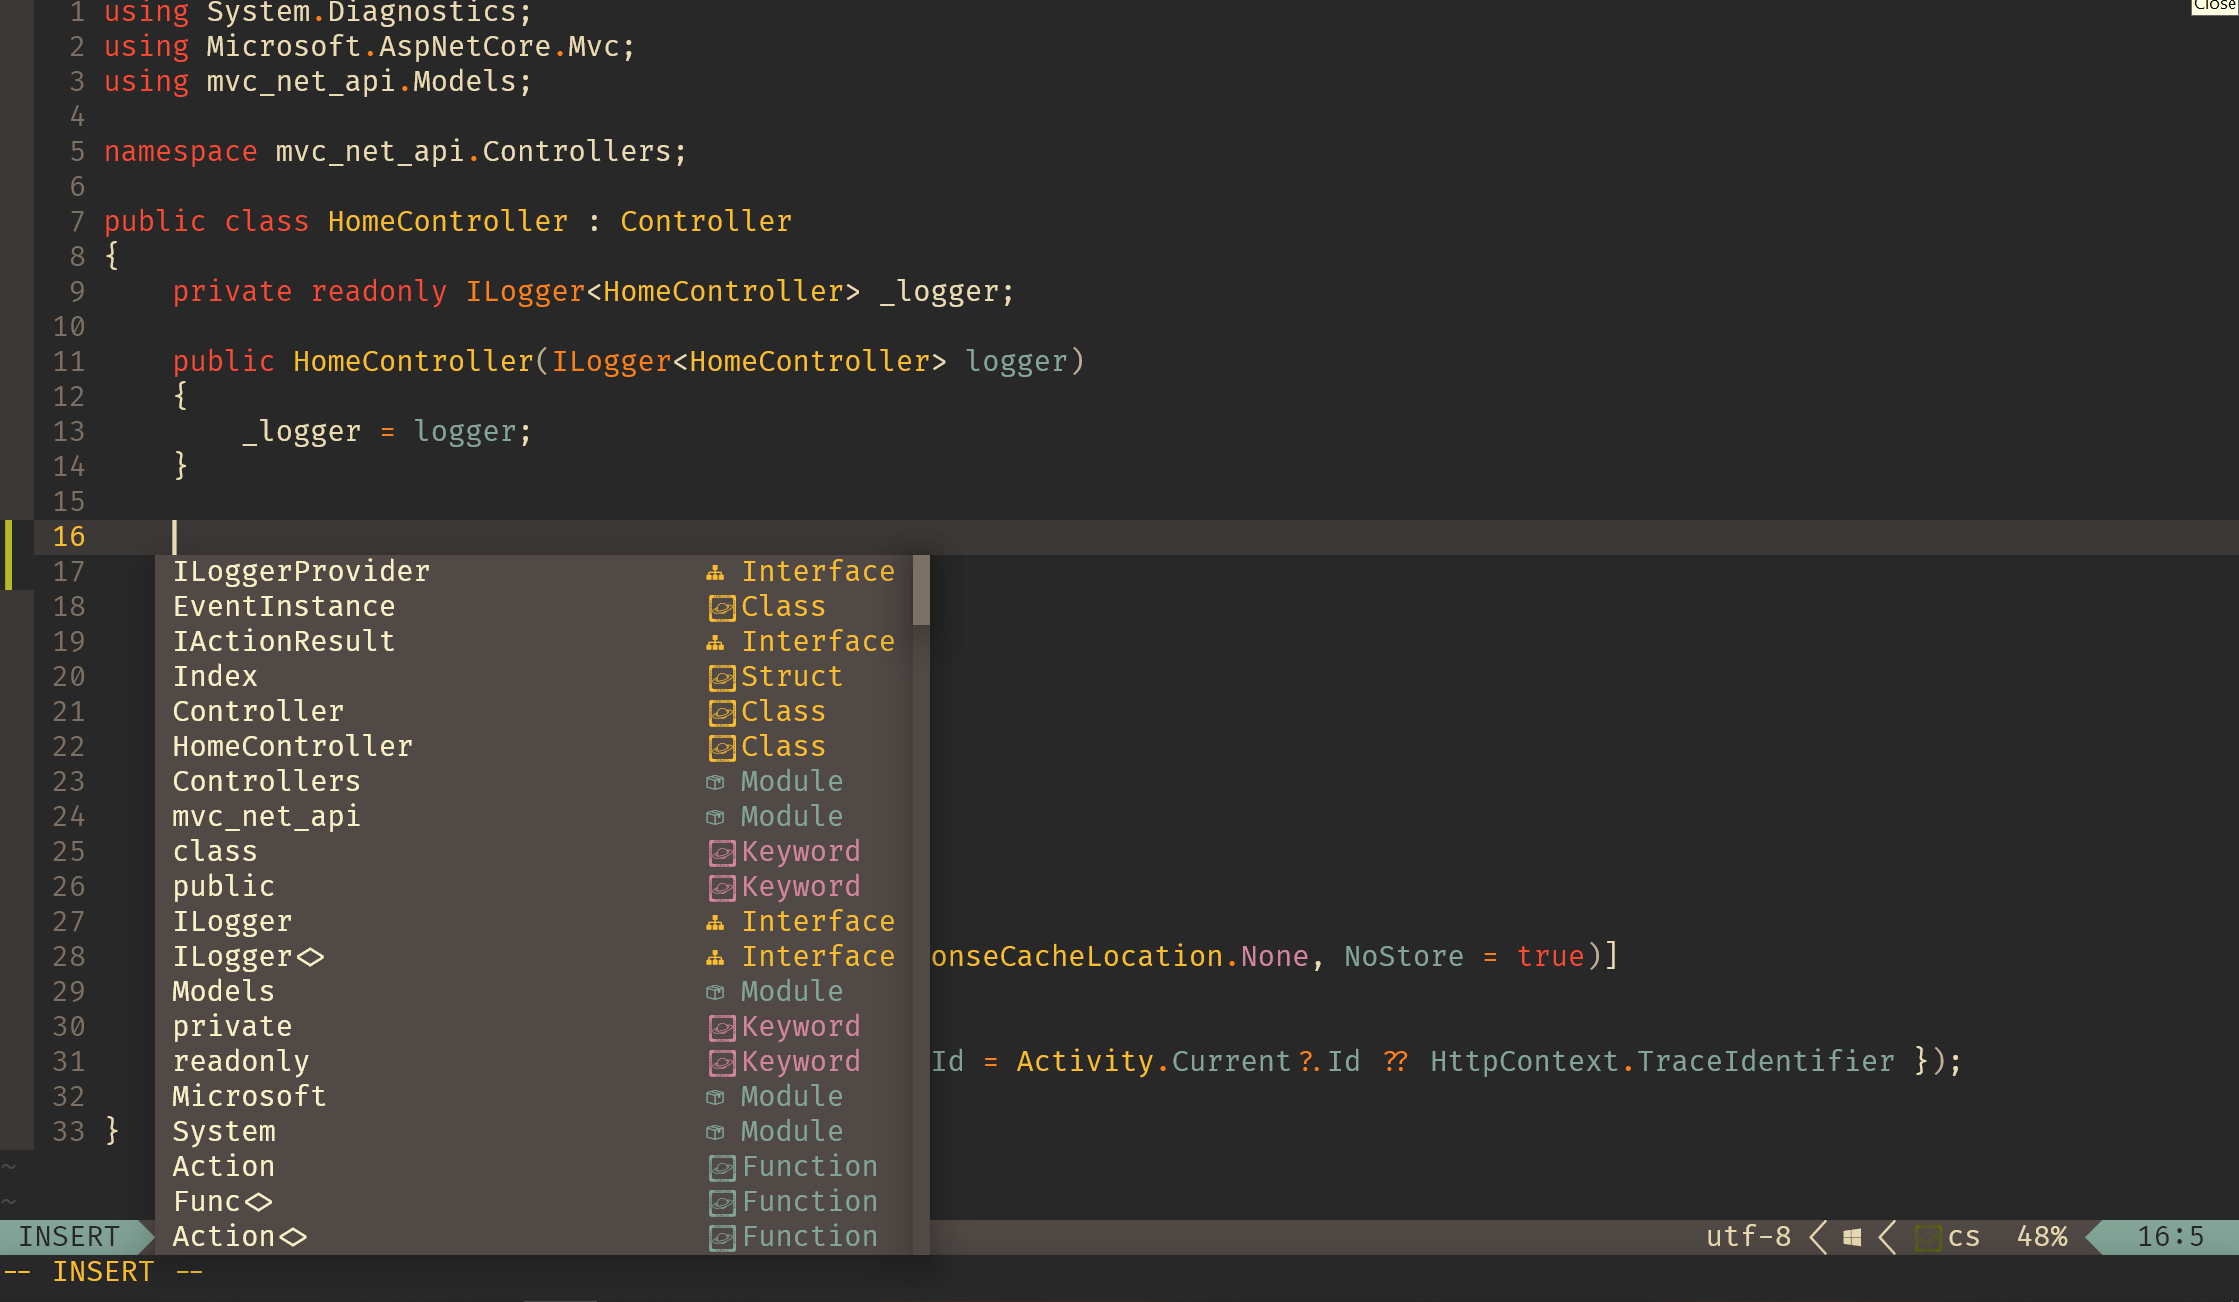 Close
1 using System.Diagnostics;
2 using Microsoft.AspNetCore.Mvc;
3 using mvc_net_api.Models;
4
5 namespace mvc_net_api.Controllers;
6
7 public class HomeController : Controller
8 {
9     private readonly ILogger<HomeController> _logger;
10
11     public HomeController(ILogger<HomeController> logger)
12     {
13         _logger = logger;
14     }
15
16
17 ILoggerProvider Interface
18 EventInstance Class
19 IActionResult Interface
20 Index Struct
21 Controller Class
22 HomeController Class
23 Controllers Module
24 mvc_net_api Module
25 class Keyword
26 public Keyword
27 ILogger Interface
28 ILogger<> Interface onseCacheLocation.None, NoStore = true)]
29 Models Module
30 private Keyword
31 readonly Keyword Id = Activity.Current?.Id ?? HttpContext.TraceIdentifier });
32 Microsoft Module
33 } System Module
~ Action Function
~ Func<> Function
INSERT Action<> Function utf-8 cs 48% 16:5
-- INSERT --